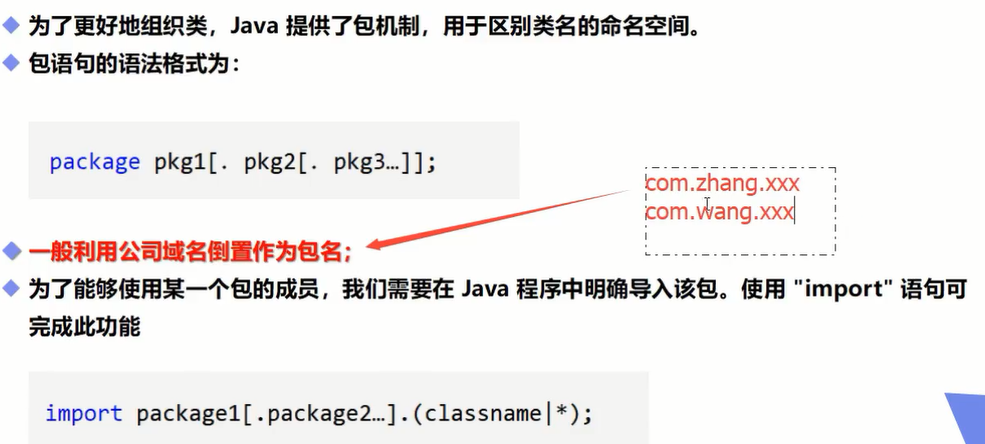 为了更好地组织类，Java 提供了包机制，用于区别类名的命名空间。
包语句的语法格式为：
package pkg1[. pkg2[. pkg3…]];
com.zhang.xxx
com.wang.xxx
一般利用公司域名倒置作为包名；
为了能够使用某一个包的成员，我们需要在 Java 程序中明确导入该包。使用 "import" 语句可
完成此功能
import package1[.package2…].(classname|*);